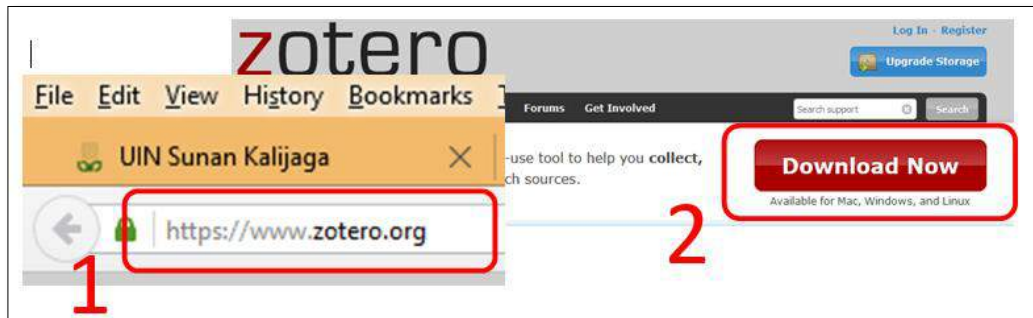 zotero
Log In · Register
Upgrade Storage
File Edit View History Bookmarks
Forums Get Involved
Search support
Search
UIN Sunan Kalijaga
-use tool to help you collect,
ch sources.
Download Now
Available for Mac, Windows, and Linux
https://www.zotero.org
1
2